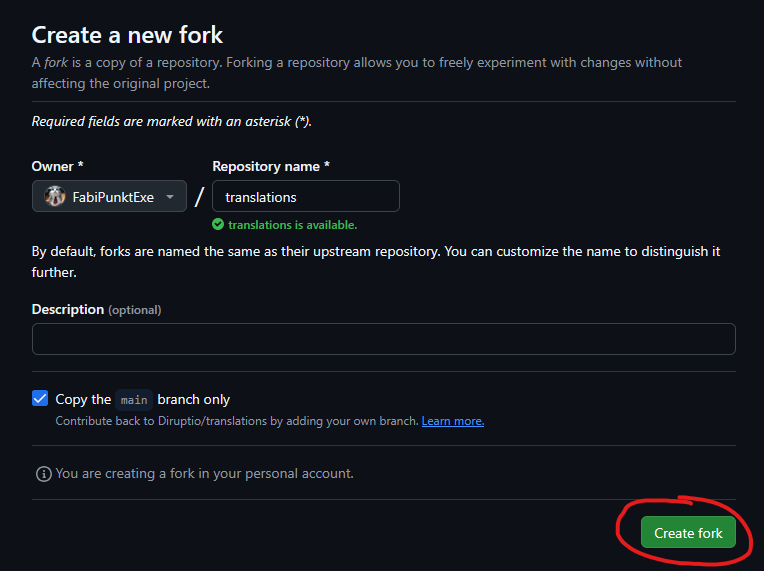 Create a new fork
A fork is a copy of a repository. Forking a repository allows you to freely experiment with changes without
affecting the original project.
Required fields are marked with an asterisk (*).
Owner * Repository name *
FabiPunktExe / translations
translations is available.
By default, forks are named the same as their upstream repository. You can customize the name to distinguish it
further.
Description (optional)
Copy the main branch only
Contribute back to Diruptio/translations by adding your own branch. Learn more.
You are creating a fork in your personal account.
Create fork